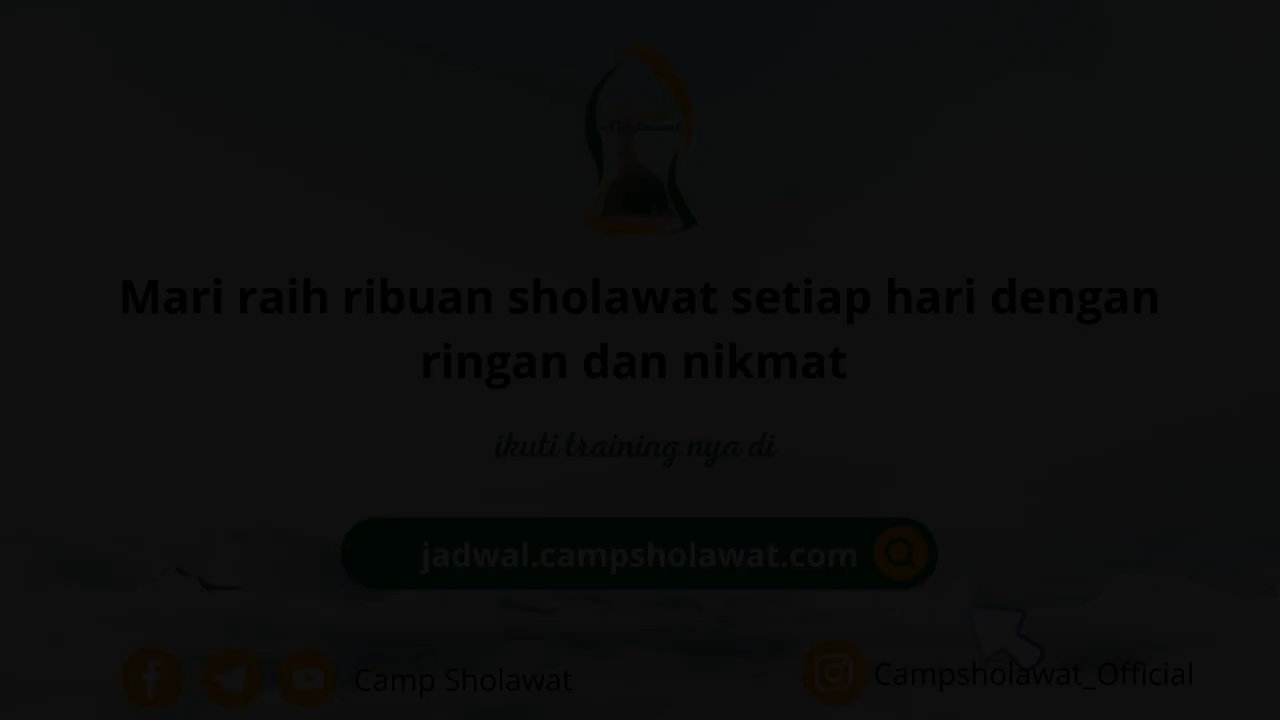 Mari raih ribuan sholawat setiap hari dengan
ringan dan nikmat
ikuti training nya di
jadwal.campsholawat.com
Camp Sholawat
Campsholawat_Official